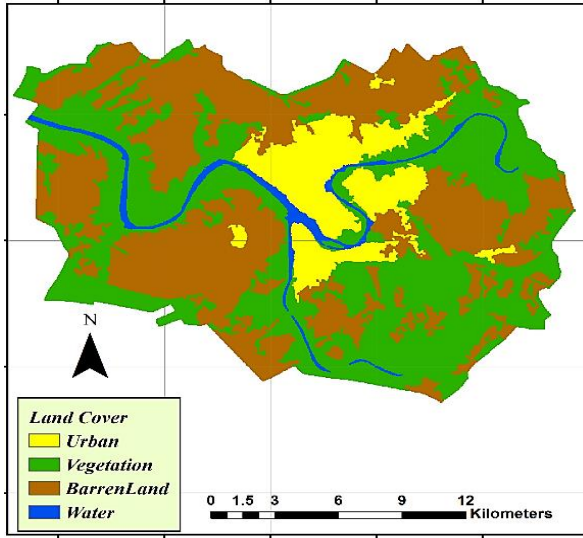 N
Land Cover
Urban
Vegetation
BarrenLand
Water
0 1.5 3 6 9 12
Kilometers